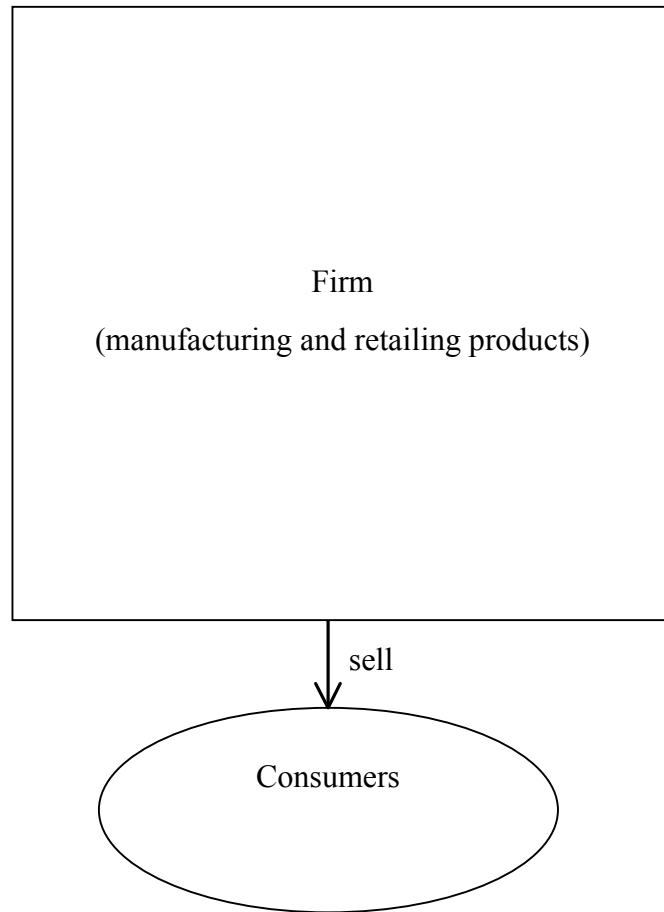 Firm
(manufacturing and retailing products)
sell
Consumers